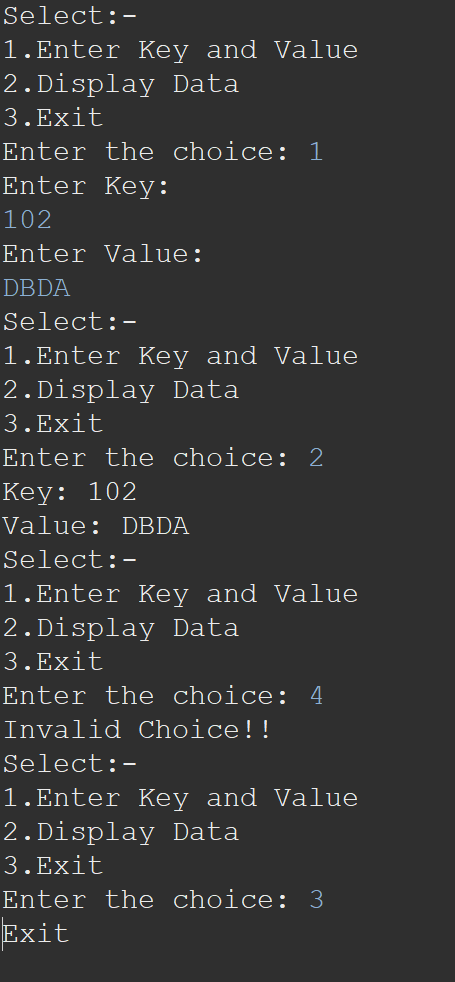 Select:-
1.Enter Key and Value
2.Display Data
3.Exit
Enter the choice: 1
Enter Key:
102
Enter Value:
DBDA
Select:-
1.Enter Key and Value
2.Display Data
3.Exit
Enter the choice: 2
Key: 102
Value: DBDA
Select:-
1.Enter Key and Value
2.Display Data
3.Exit
Enter the choice: 4
Invalid Choice!!
Select:-
1.Enter Key and Value
2.Display Data
3.Exit
Enter the choice: 3
Exit